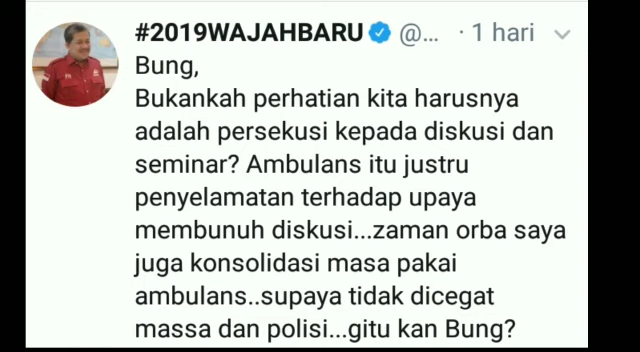 #2019WAJAHBARU @... · 1 hari
Bung,
Bukankah perhatian kita harusnya
adalah persekusi kepada diskusi dan
seminar? Ambulans itu justru
penyelamatan terhadap upaya
membunuh diskusi...zaman orba saya
juga konsolidasi masa pakai
ambulans..supaya tidak dicegat
massa dan polisi...gitu kan Bung?